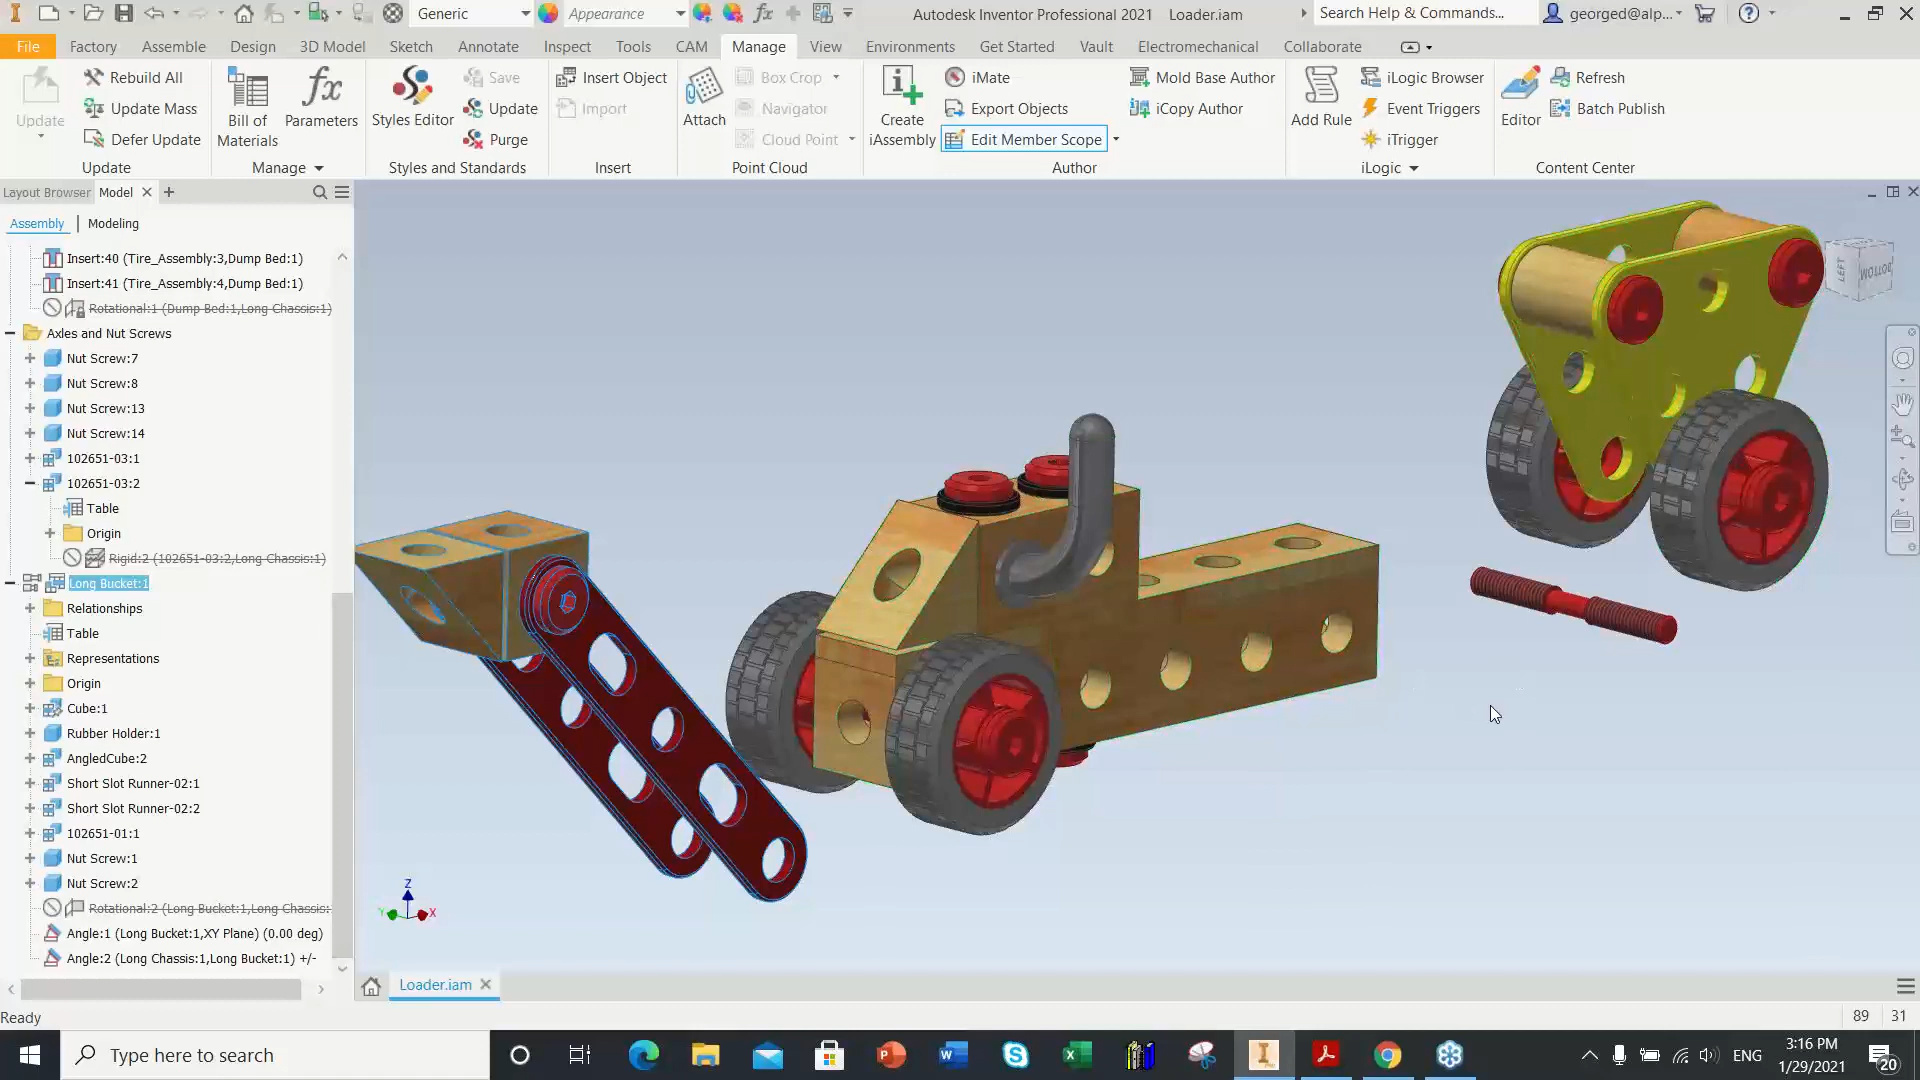 Generic
Appearance
Autodesk Inventor Professional 2021 Loader.iam
Search Help & Commands...
georged@alp...
File Factory Assemble Design 3D Model Sketch Annotate Inspect Tools CAM Manage View Environments Get Started Vault Electromechanical Collaborate
Update
Rebuild All
Update Mass
Defer Update
Update
Bill of
Materials
Parameters
Manage
Styles Editor
Save
Update
Purge
Styles and Standards
Insert Object
Import
Insert
Attach
Box Crop
Navigator
Cloud Point
Point Cloud
Create
iAssembly
iMate
Export Objects
Edit Member Scope
Mold Base Author
iCopy Author
Author
Add Rule
iLogic Browser
Event Triggers
iTrigger
iLogic
Editor
Refresh
Batch Publish
Content Center
Layout Browser Model
Assembly Modeling
Insert:40 (Tire_Assembly:3,Dump Bed:1)
Insert:41 (Tire_Assembly:4,Dump Bed:1)
Rotational:1 (Dump Bed:1,Long Chassis:1)
Axles and Nut Screws
Nut Screw:7
Nut Screw:8
Nut Screw:13
Nut Screw:14
102651-03:1
102651-03:2
Table
Origin
Rigid:2 (102651-03:2,Long Chassis:1)
Long Bucket:1
Relationships
Table
Representations
Origin
Cube:1
Rubber Holder:1
AngledCube:2
Short Slot Runner-02:1
Short Slot Runner-02:2
102651-01:1
Nut Screw:1
Nut Screw:2
Rotational:2 (Long Bucket:1,Long Chassis:
Angle:1 (Long Bucket:1,XY Plane) (0.00 deg)
Angle:2 (Long Chassis:1,Long Bucket:1) +/-
LEFT
BOTTOM
Z
Y
X
Loader.iam
Ready
89 31
Type here to search
ENG
3:16 PM
1/29/2021
20